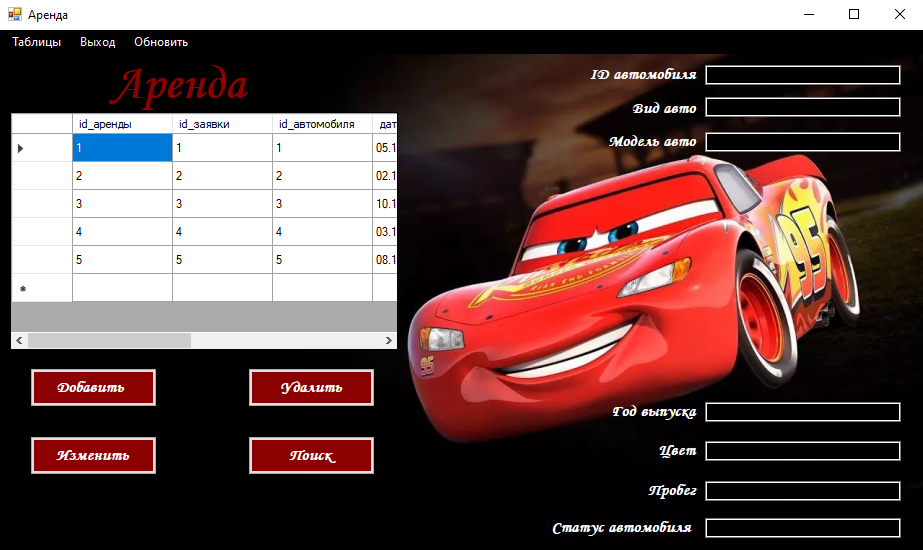 Аренда
Таблицы Выход Обновить
Аренда
id_аренды id_заявки id_автомобиля дат
1 1 1 05.1
2 2 2 02.1
3 3 3 10.1
4 4 4 03.1
5 5 5 08.1
Добавить Удалить
Изменить Поиск
ID автомобиля
Вид авто
Модель авто
95
95
Год выпуска
Цвет
Пробег
Статус автомобиля